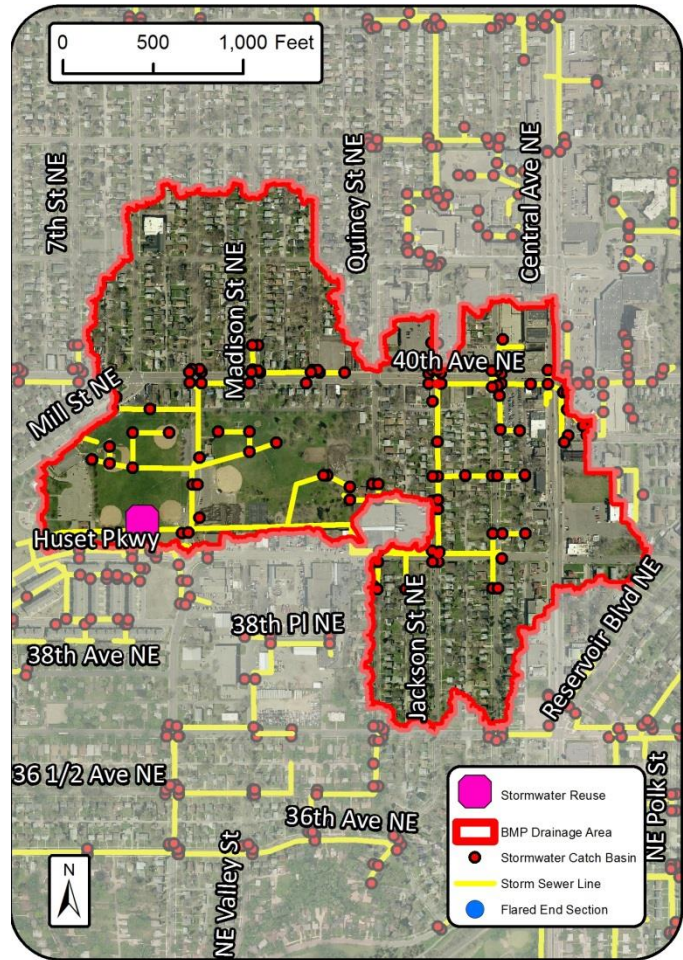 0 500 1,000 Feet
7th St NE
Quincy St NE
Central Ave NE
Madison St NE
40th Ave NE
Mill St NE
Huset Pkwy
38th Pl NE
38th Ave NE
Jackson St NE
Reservoir Blvd NE
36 1/2 Ave NE
36th Ave NE
NE Valley St
NE Polk St
Stormwater Reuse
BMP Drainage Area
Stormwater Catch Basin
Storm Sewer Line
Flared End Section
N